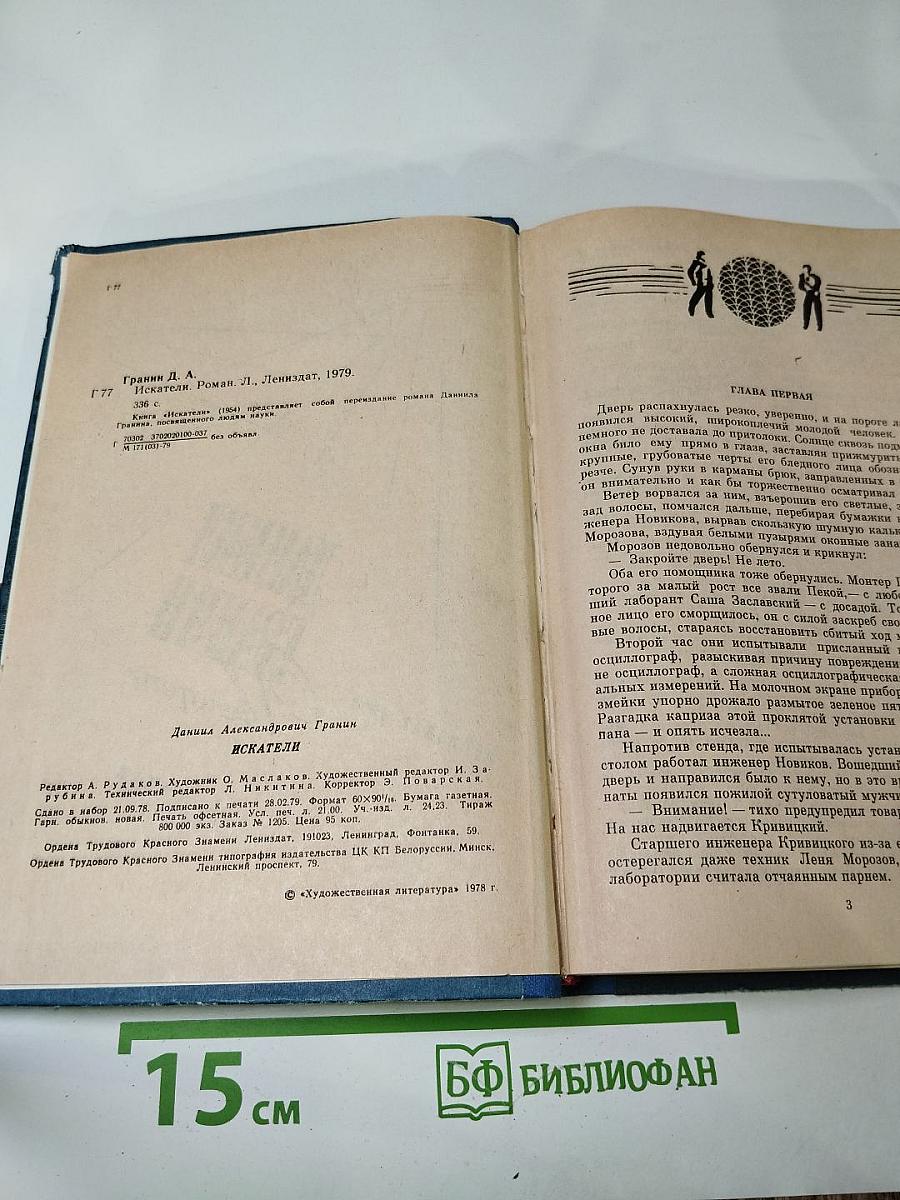 Г 77
Гранин Д. А.
Г 77 Искатели. Роман. Л., Лениздат, 1979.
336 с.
Книга «Искатели» (1954) представляет собой переиздание романа Даниила
Гранина, посвященного людям науки.
Г 70302 3702020100-037 без объявл.
М 171(03)-79
Даниил Александрович Гранин
ИСКАТЕЛИ
Редактор А. Рудаков. Художник О. Маслаков. Художественный редактор И. За-
рубина. Технический редактор Л. Никитина. Корректор Э. Поварская.
Сдано в набор 21.09.78. Подписано к печати 28.02.79. Формат 60×90¹/₁₆. Бумага газетная.
Гарн. обыкнов. новая. Печать офсетная. Усл. печ. л. 21.00. Уч.-изд. л. 24,23. Тираж
800 000 экз. Заказ № 1205. Цена 95 коп.
Ордена Трудового Красного Знамени Лениздат, 191023, Ленинград, Фонтанка, 59.
Ордена Трудового Красного Знамени типография издательства ЦК КП Белоруссии, Минск,
Ленинский проспект, 79.
© «Художественная литература» 1978 г.
ГЛАВА ПЕРВАЯ
Дверь распахнулась резко, уверенно, и на пороге
появился высокий, широкоплечий молодой человек.
немного не доставала до притолоки. Солнце сквозь
окна било ему прямо в глаза, заставляя
крупные, грубоватые черты его бледного лица
резче. Сунув руки в карманы брюк, заправленных в
он внимательно и как бы торжественно осматривал
Ветер ворвался за ним, взъерошив его светлые,
зад волосы, помчался дальше, перебирая бумажки
женера Новикова, вырвав скользкую шумную
Морозова, вздувая белыми пузырями оконные
Морозов недовольно обернулся и крикнул:
— Закройте дверь! Не лето.
Оба его помощника тоже обернулись. Монтер
торого за малый рост все звали Пекой,— с
ший лаборант Саша Заславский — с досадой.
ное лицо его сморщилось, он с силой заскреб
вые волосы, стараясь восстановить сбитый ход
Второй час они испытывали присланный
осциллограф, разыскивая причину
не осциллограф, а сложная осциллографическая
альных измерений. На молочном экране
змейки упорно дрожало размытое зеленое
Разгадка каприза этой проклятой установки
пана — и опять исчезла...
Напротив стенда, где испытывалась
столом работал инженер Новиков. Вошедший
дверь и направился было к нему, но в это
наты появился пожилой сутуловатый
— Внимание! — тихо предупредил
На нас надвигается Кривицкий.
Старшего инженера Кривицкого из-за
остерегался даже техник Леня Морозов,
лаборатории считала отчаянным парнем.
3
15 см
БФ БИБЛИОФАН